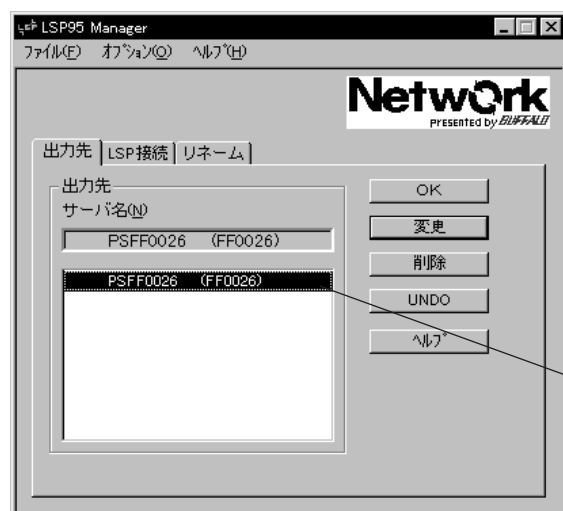 LSP95 Manager
ファイル(F) オプション(O) ヘルプ(H)
Network
Presented by BUFFALO
出力先 LSP接続 リネーム
出力先
サーバ名(N)
PSFF0026 (FF0026)
PSFF0026 (FF0026)
OK
変更
削除
UNDO
ヘルプ